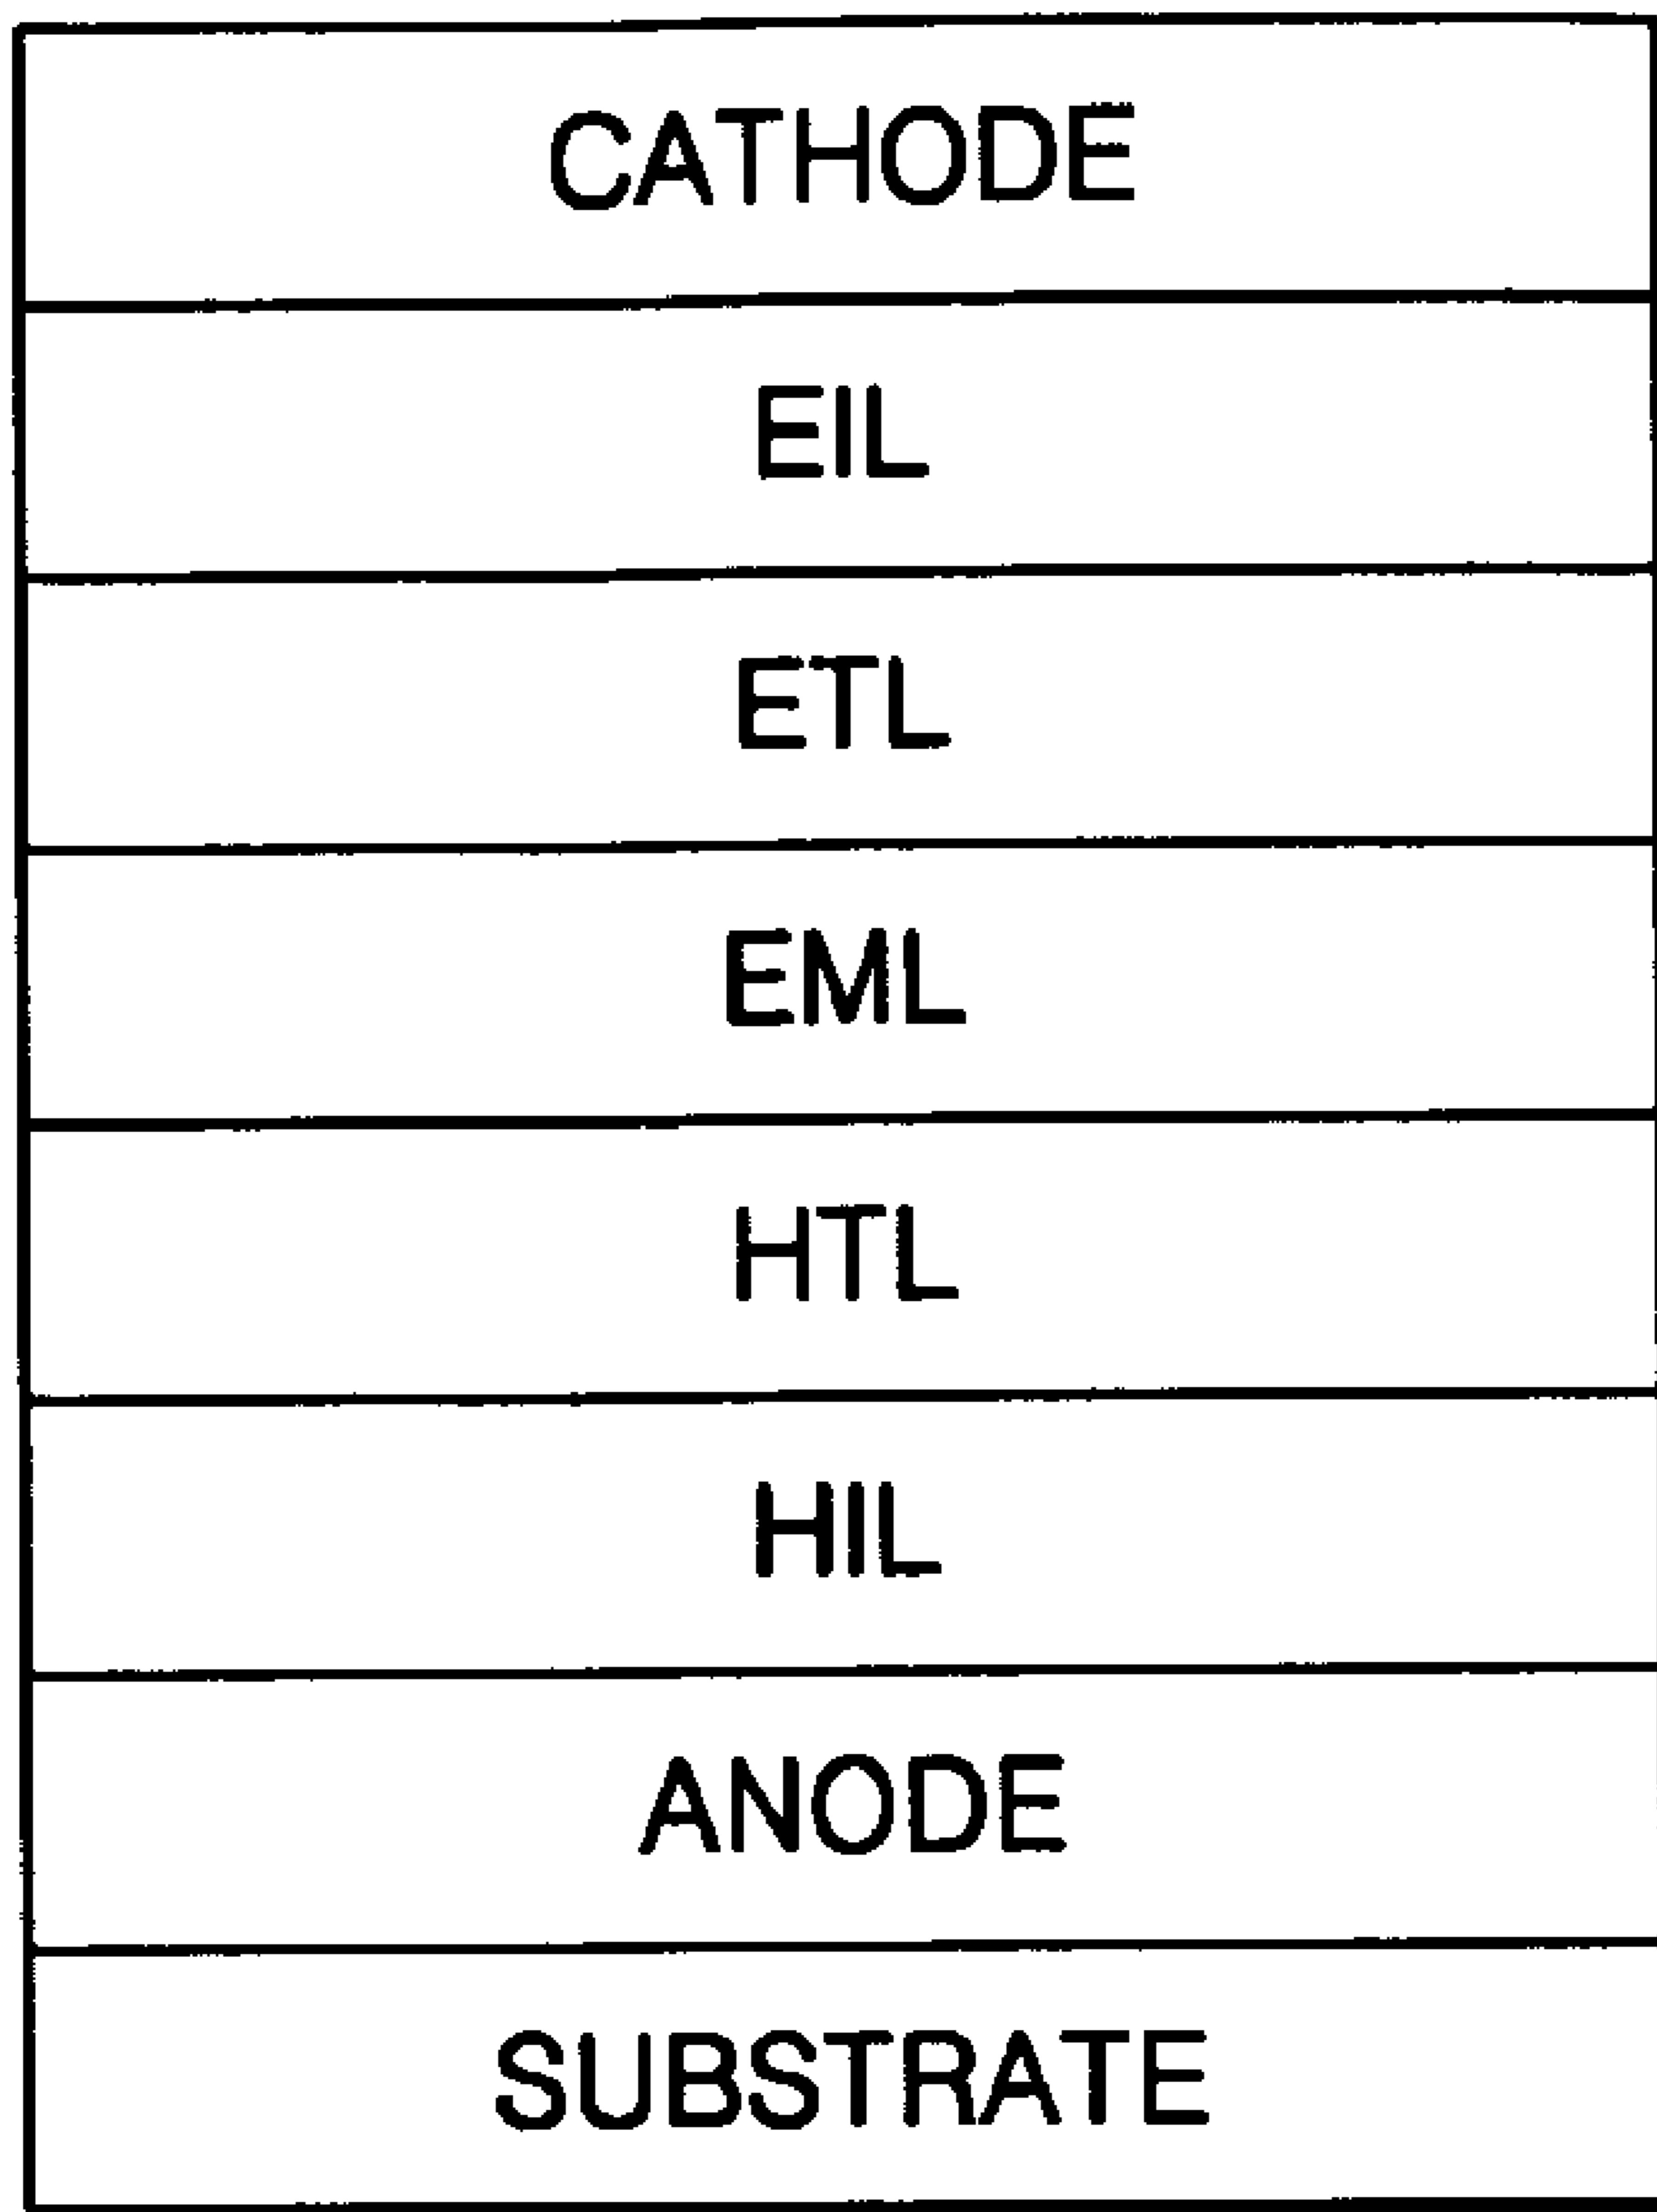 CATHODE
EIL
ETL
EML
HTL
HIL
ANODE
SUBSTRATE